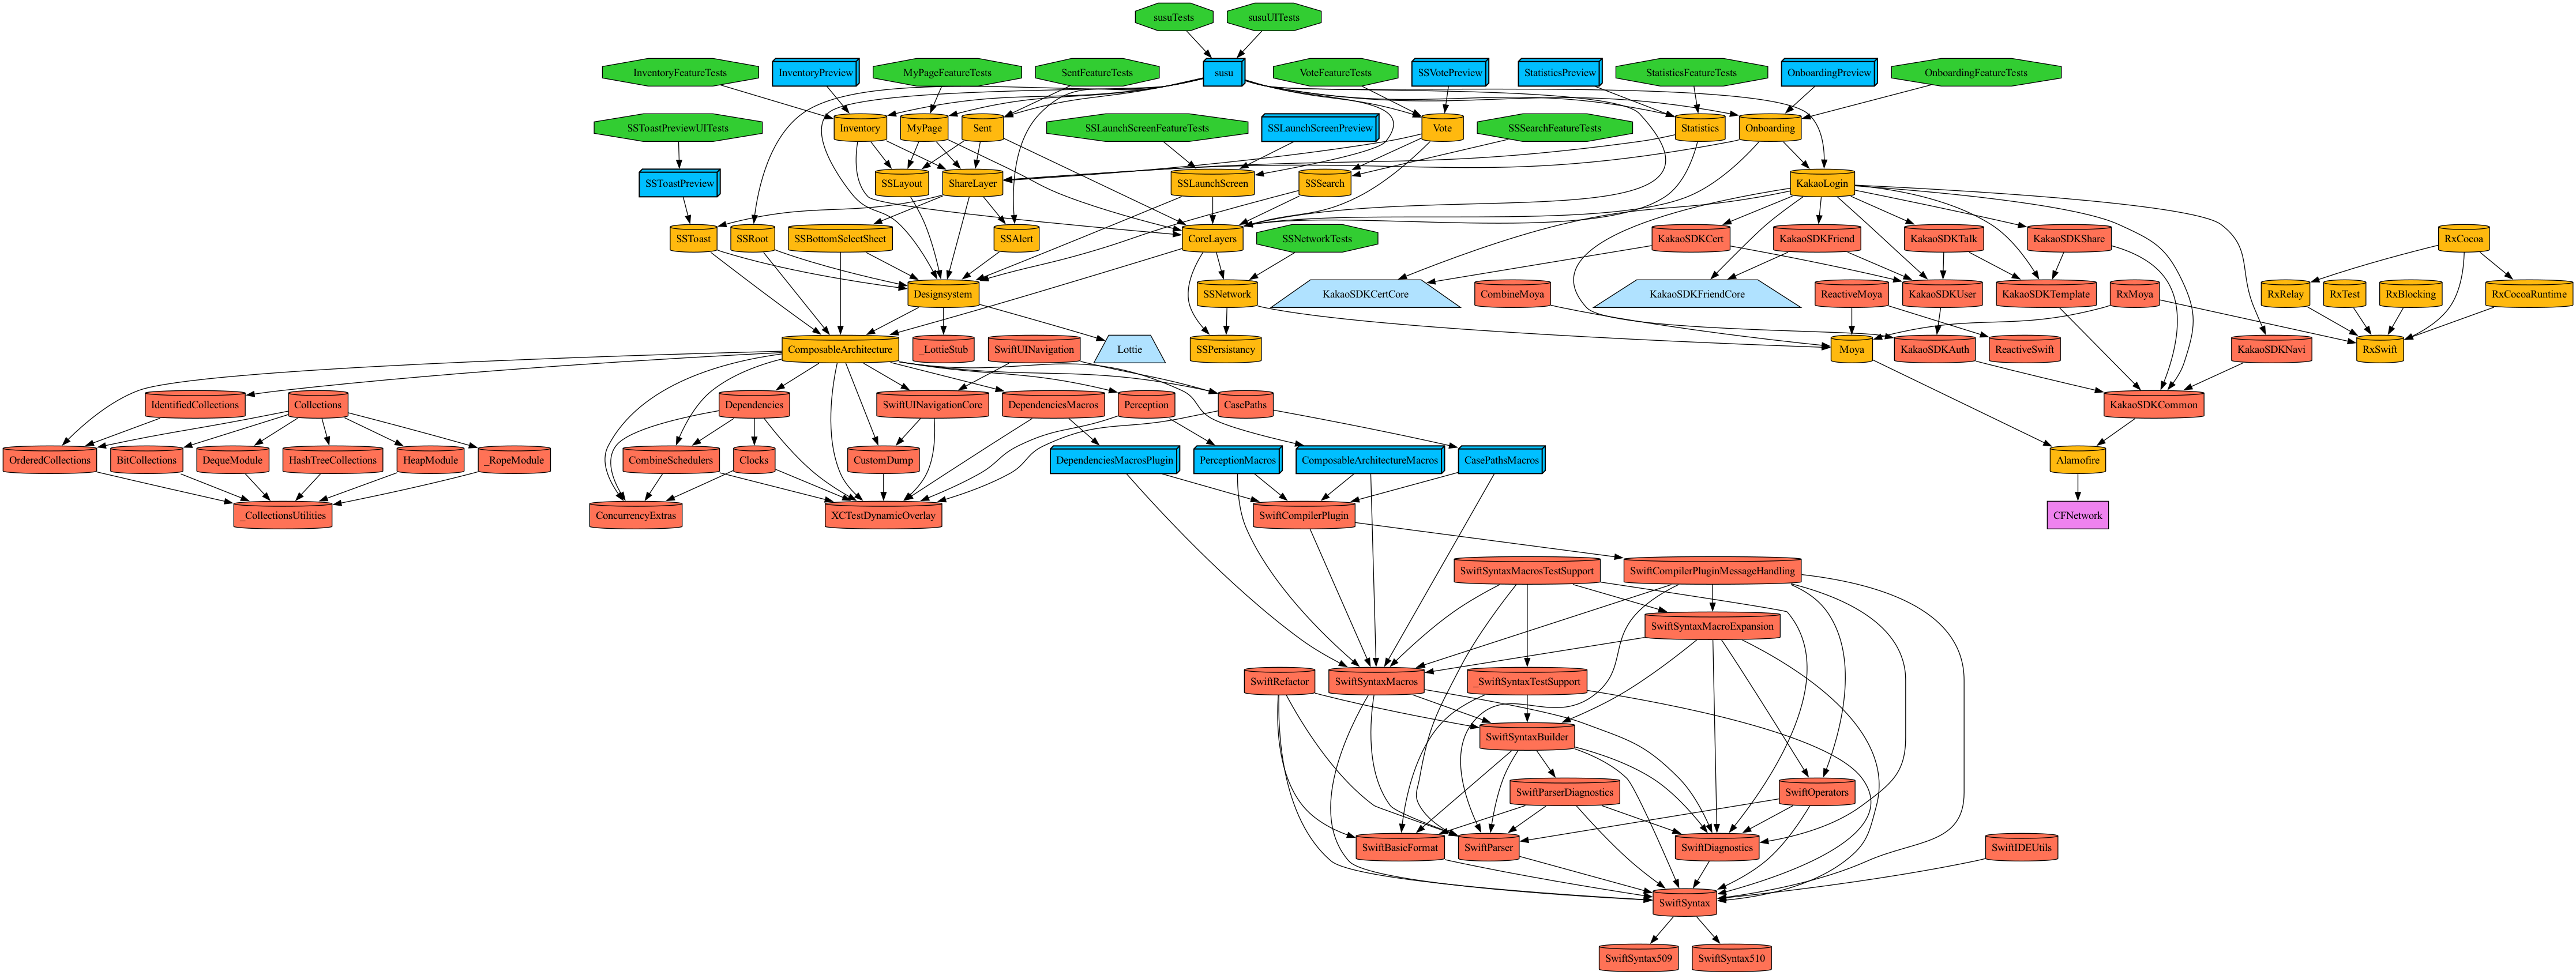 susuTests
susuUITests
InventoryFeatureTests
InventoryPreview
MyPageFeatureTests
SentFeatureTests
susu
VoteFeatureTests
SSVotePreview
StatisticsPreview
StatisticsFeatureTests
OnboardingPreview
OnboardingFeatureTests
SSToastPreviewUITests
Inventory
MyPage
Sent
SSLaunchScreenFeatureTests
SSLaunchScreenPreview
Vote
SSSearchFeatureTests
Statistics
Onboarding
SSToastPreview
SSLayout
ShareLayer
SSLaunchScreen
SSSearch
KakaoLogin
SSToast
SSRoot
SSBottomSelectSheet
SSAlert
CoreLayers
SSNetworkTests
KakaoSDKCert
KakaoSDKFriend
KakaoSDKTalk
KakaoSDKShare
RxCocoa
Designsystem
SSNetwork
KakaoSDKCertCore
CombineMoya
KakaoSDKFriendCore
ReactiveMoya
KakaoSDKUser
KakaoSDKTemplate
RxMoya
RxRelay
RxTest
RxBlocking
RxCocoaRuntime
ComposableArchitecture
_LottieStub
SwiftUINavigation
Lottie
SSPersistancy
Moya
KakaoSDKAuth
ReactiveSwift
KakaoSDKNavi
RxSwift
IdentifiedCollections
Collections
Dependencies
SwiftUINavigationCore
DependenciesMacros
Perception
CasePaths
KakaoSDKCommon
OrderedCollections
BitCollections
DequeModule
HashTreeCollections
HeapModule
_RopeModule
CombineSchedulers
Clocks
CustomDump
DependenciesMacrosPlugin
PerceptionMacros
ComposableArchitectureMacros
CasePathsMacros
Alamofire
_CollectionsUtilities
ConcurrencyExtras
XCTestDynamicOverlay
SwiftCompilerPlugin
CFNetwork
SwiftSyntaxMacrosTestSupport
SwiftCompilerPluginMessageHandling
SwiftSyntaxMacroExpansion
SwiftRefactor
SwiftSyntaxMacros
_SwiftSyntaxTestSupport
SwiftSyntaxBuilder
SwiftParserDiagnostics
SwiftOperators
SwiftBasicFormat
SwiftParser
SwiftDiagnostics
SwiftIDEUtils
SwiftSyntax
SwiftSyntax509
SwiftSyntax510